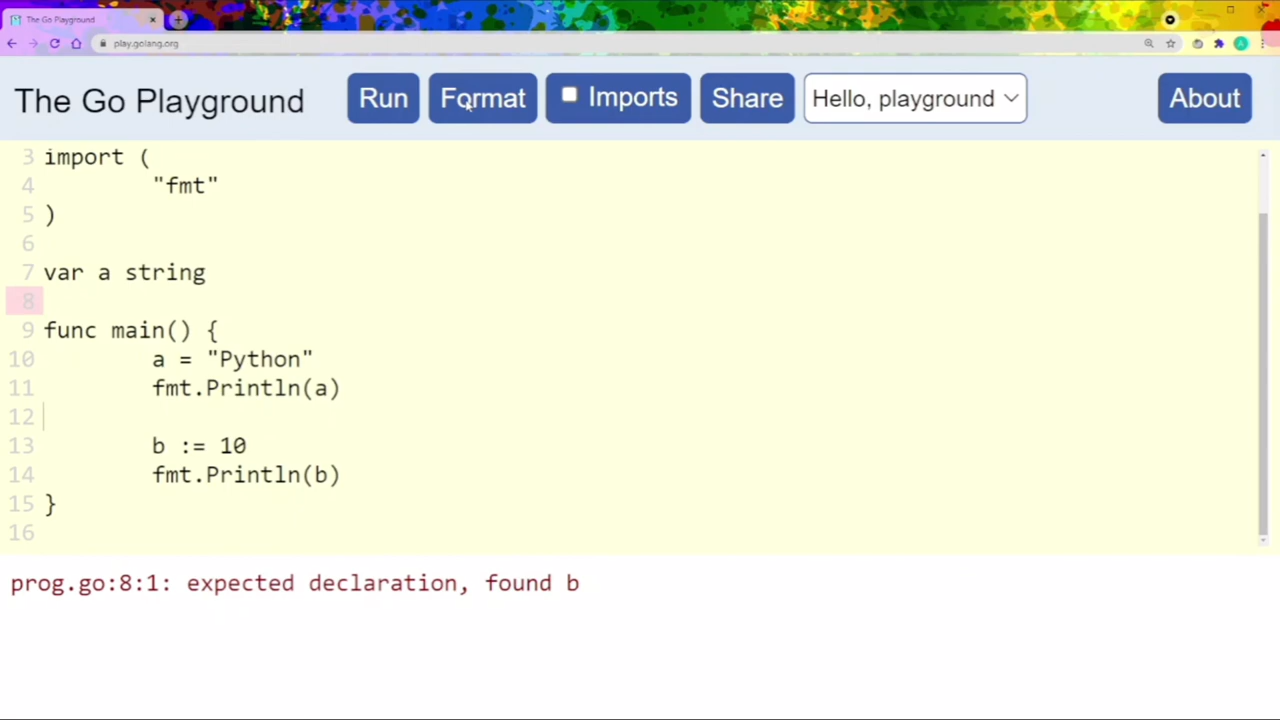 The Go Playground
play.golang.org
The Go Playground Run Format Imports Share Hello, playground About
3 import (
4 "fmt"
5 )
6
7 var a string
8
9 func main() {
10 a = "Python"
11 fmt.Println(a)
12
13 b := 10
14 fmt.Println(b)
15 }
16
prog.go:8:1: expected declaration, found b